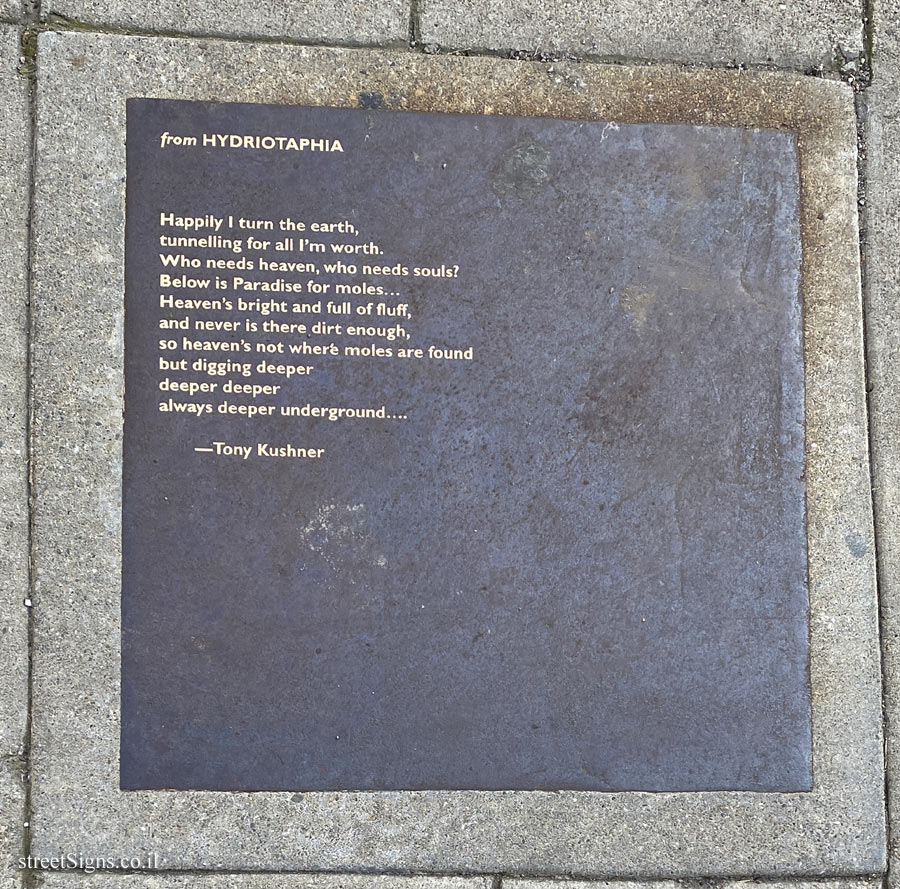 from HYDRIOTAPHIA
Happily I turn the earth,
tunnelling for all I'm worth.
Who needs heaven, who needs souls?
Below is Paradise for moles...
Heaven's bright and full of fluff,
and never is there dirt enough,
so heaven's not where moles are found
but digging deeper
deeper deeper
always deeper underground....
—Tony Kushner
streetSigns.co.il